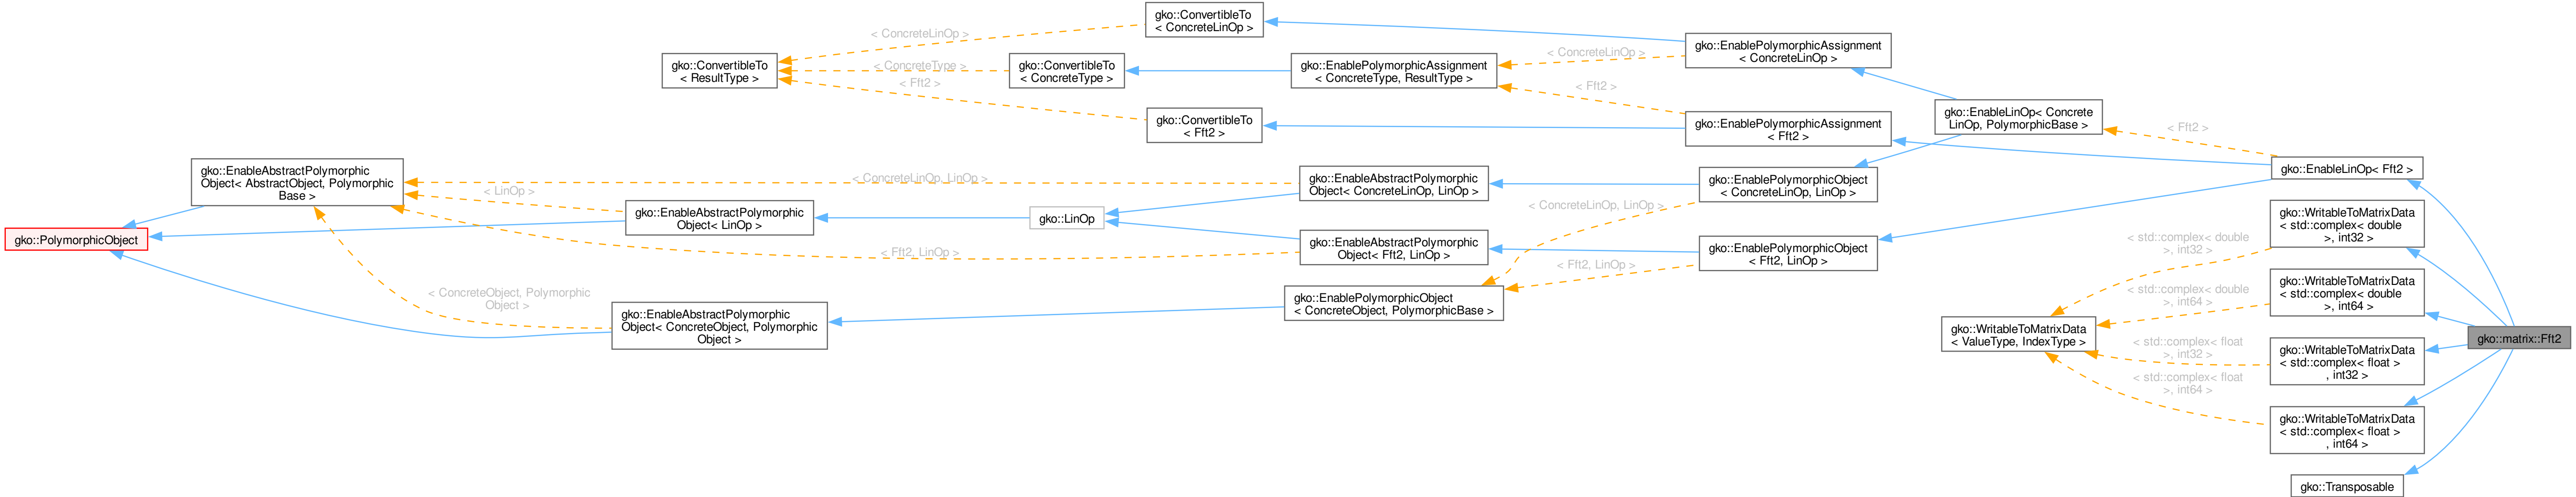 gko::PolymorphicObject
gko::EnableAbstractPolymorphic
Object< AbstractObject, Polymorphic
Base >
gko::ConvertibleTo
< ResultType >
< ConcreteLinOp >
< ConcreteType >
< Fft2 >
gko::ConvertibleTo
< ConcreteLinOp >
gko::ConvertibleTo
< ConcreteType >
gko::ConvertibleTo
< Fft2 >
gko::EnablePolymorphicAssignment
< ConcreteType, ResultType >
< ConcreteLinOp >
< Fft2 >
gko::EnablePolymorphicAssignment
< ConcreteLinOp >
gko::EnablePolymorphicAssignment
< Fft2 >
gko::EnableLinOp< Concrete
LinOp, PolymorphicBase >
< Fft2 >
gko::EnableLinOp< Fft2 >
< ConcreteLinOp, LinOp >
< LinOp >
< Fft2, LinOp >
< ConcreteObject, Polymorphic
Object >
gko::EnableAbstractPolymorphic
Object< LinOp >
gko::EnableAbstractPolymorphic
Object< ConcreteObject, Polymorphic
Object >
gko::LinOp
gko::EnableAbstractPolymorphic
Object< ConcreteLinOp, LinOp >
gko::EnableAbstractPolymorphic
Object< Fft2, LinOp >
gko::EnablePolymorphicObject
< ConcreteObject, PolymorphicBase >
< ConcreteLinOp, LinOp >
< Fft2, LinOp >
gko::EnablePolymorphicObject
< ConcreteLinOp, LinOp >
gko::EnablePolymorphicObject
< Fft2, LinOp >
gko::WritableToMatrixData
< ValueType, IndexType >
< std::complex< double
>, int32 >
< std::complex< double
>, int64 >
< std::complex< float
>, int32 >
< std::complex< float
>, int64 >
gko::WritableToMatrixData
< std::complex< double
>, int32 >
gko::WritableToMatrixData
< std::complex< double
>, int64 >
gko::WritableToMatrixData
< std::complex< float >
, int32 >
gko::WritableToMatrixData
< std::complex< float >
, int64 >
gko::Transposable
gko::matrix::Fft2